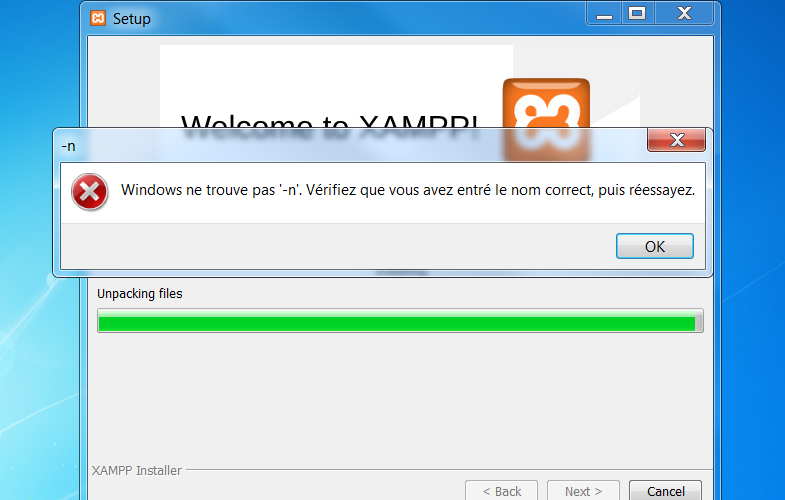 Setup
Welcome to XAMPP!
-n
Windows ne trouve pas '-n'. Vérifiez que vous avez entré le nom correct, puis réessayez.
OK
Unpacking files
XAMPP Installer
< Back
Next >
Cancel